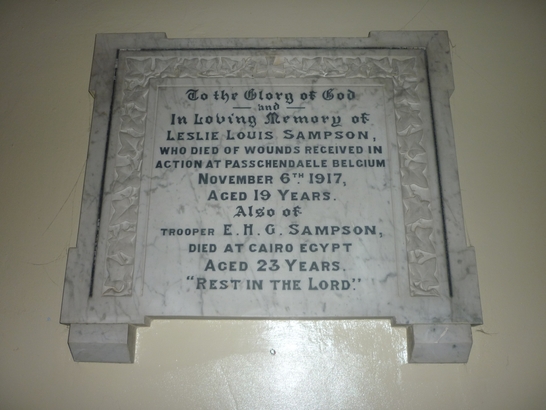 To the Glory of God
and
In Loving Memory of
LESLIE LOUIS SAMPSON,
WHO DIED OF WOUNDS RECEIVED IN
ACTION AT PASSCHENDAELE BELGIUM
NOVEMBER 6TH 1917,
AGED 19 YEARS.
Also of
TROOPER E.H.G. SAMPSON,
DIED AT CAIRO EGYPT
AGED 23 YEARS.
"REST IN THE LORD."